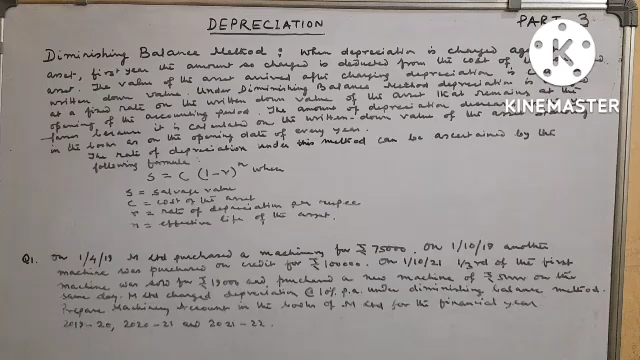 DEPRECIATION
PART 3
Diminishing Balance Method : When depreciation is charged
asset, first year the amount so charged is deducted from the cost of
asset. The value of the asset arrived after charging depreciation is
written down value. Under Diminishing Balance Method depreciation is
at a fixed rate on the written down value of the asset that remains at the
opening of the accounting period. The amount of depreciation
because it is calculated on the written-down value of the asset
in the books as on the opening date of every year.
The rate of depreciation under this method can be ascertained by the
following formula :
S = C (1-r)^n where
S = salvage value
C = cost of the asset
r = rate of depreciation per rupee
n = effective life of the asset.
KINEMASTER
Q1. On 1/4/19 M Ltd purchased a machinery for ₹ 75000. On 1/10/19 another
machine was purchased on credit for ₹ 100000. On 1/10/21 1/3rd of the first
machine was sold for ₹ 19000 and purchased a new machine of ₹ on the
same day. M Ltd charged depreciation @ 10% p.a. under diminishing balance method.
Prepare Machinery Account in the books of M Ltd for the financial year
2019-20, 2020-21 and 2021-22.